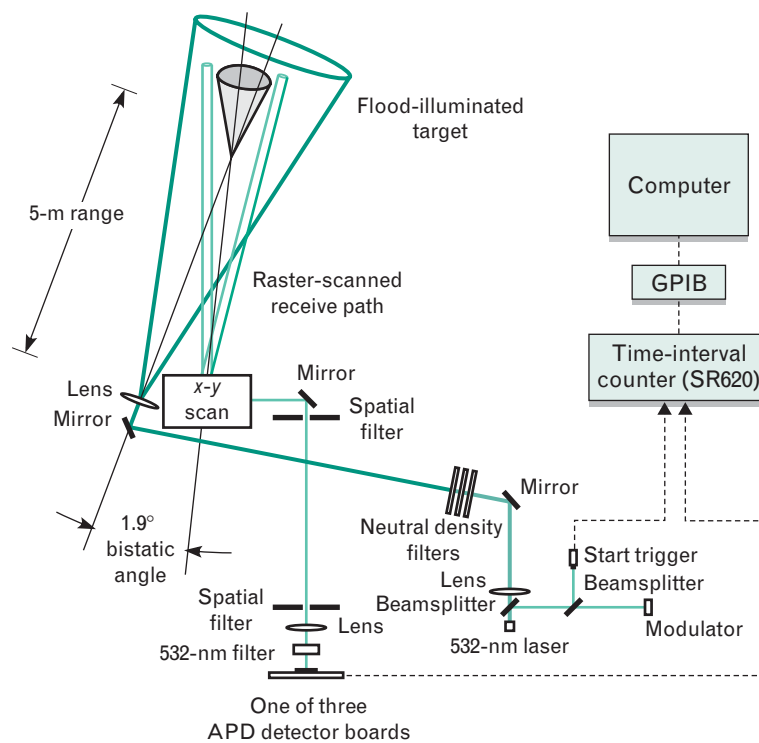 Flood-illuminated
target
5-m range
Computer
GPIB
Raster-scanned
receive path
Time-interval
counter (SR620)
Lens
x-y
scan
Mirror
Mirror
Spatial
filter
Mirror
Neutral density
filters
1.9°
bistatic
angle
Start trigger
Lens
Beamsplitter
Beamsplitter
Spatial
filter
Lens
Modulator
532-nm filter
532-nm laser
One of three
APD detector boards